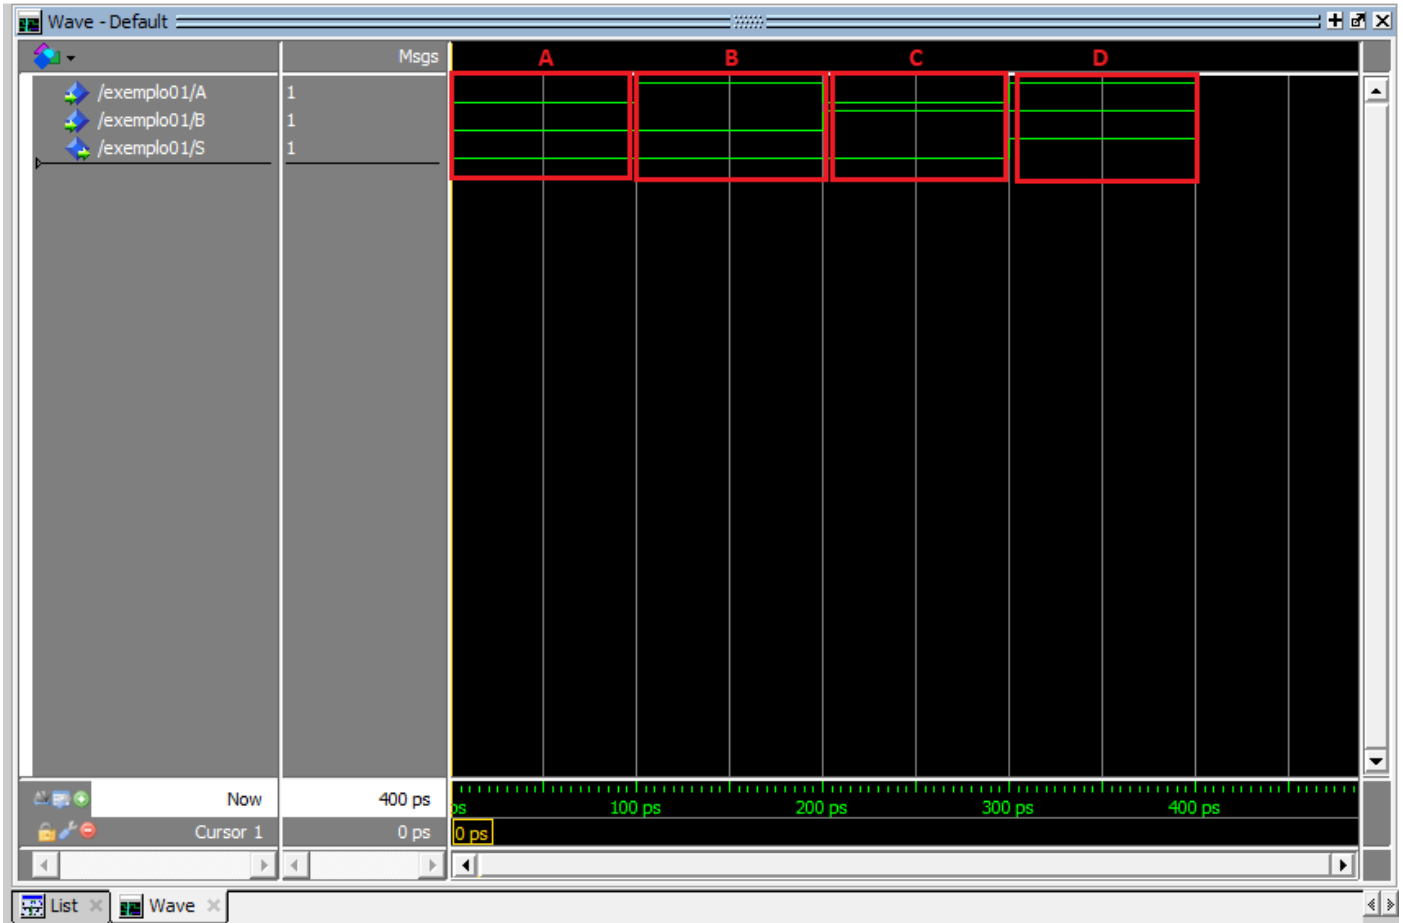 Wave - Default
Msgs
A B C D
/exemplo01/A 1
/exemplo01/B 1
/exemplo01/S 1
Now 400 ps
ps 100 ps 200 ps 300 ps 400 ps
Cursor 1 0 ps 0 ps
List Wave